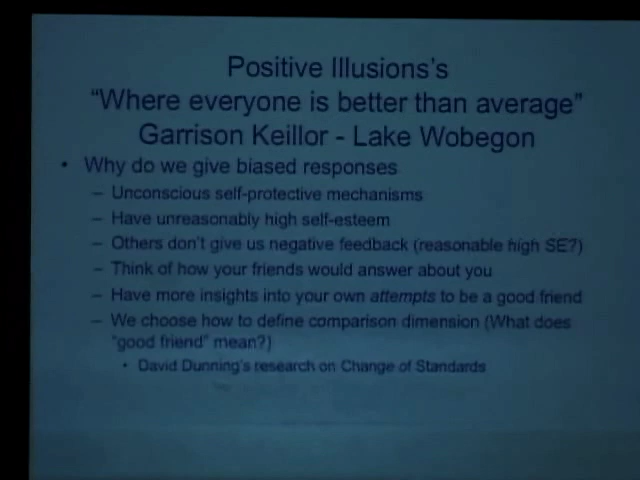 Positive Illusions's
“Where everyone is better than average”
Garrison Keillor - Lake Wobegon
• Why do we give biased responses
– Unconscious self-protective mechanisms
– Have unreasonably high self-esteem
– Others don't give us negative feedback (reasonable high SE?)
– Think of how your friends would answer about you
– Have more insights into your own attempts to be a good friend
– We choose how to define comparison dimension (What does
“good friend” mean?)
• David Dunning's research on Change of Standards